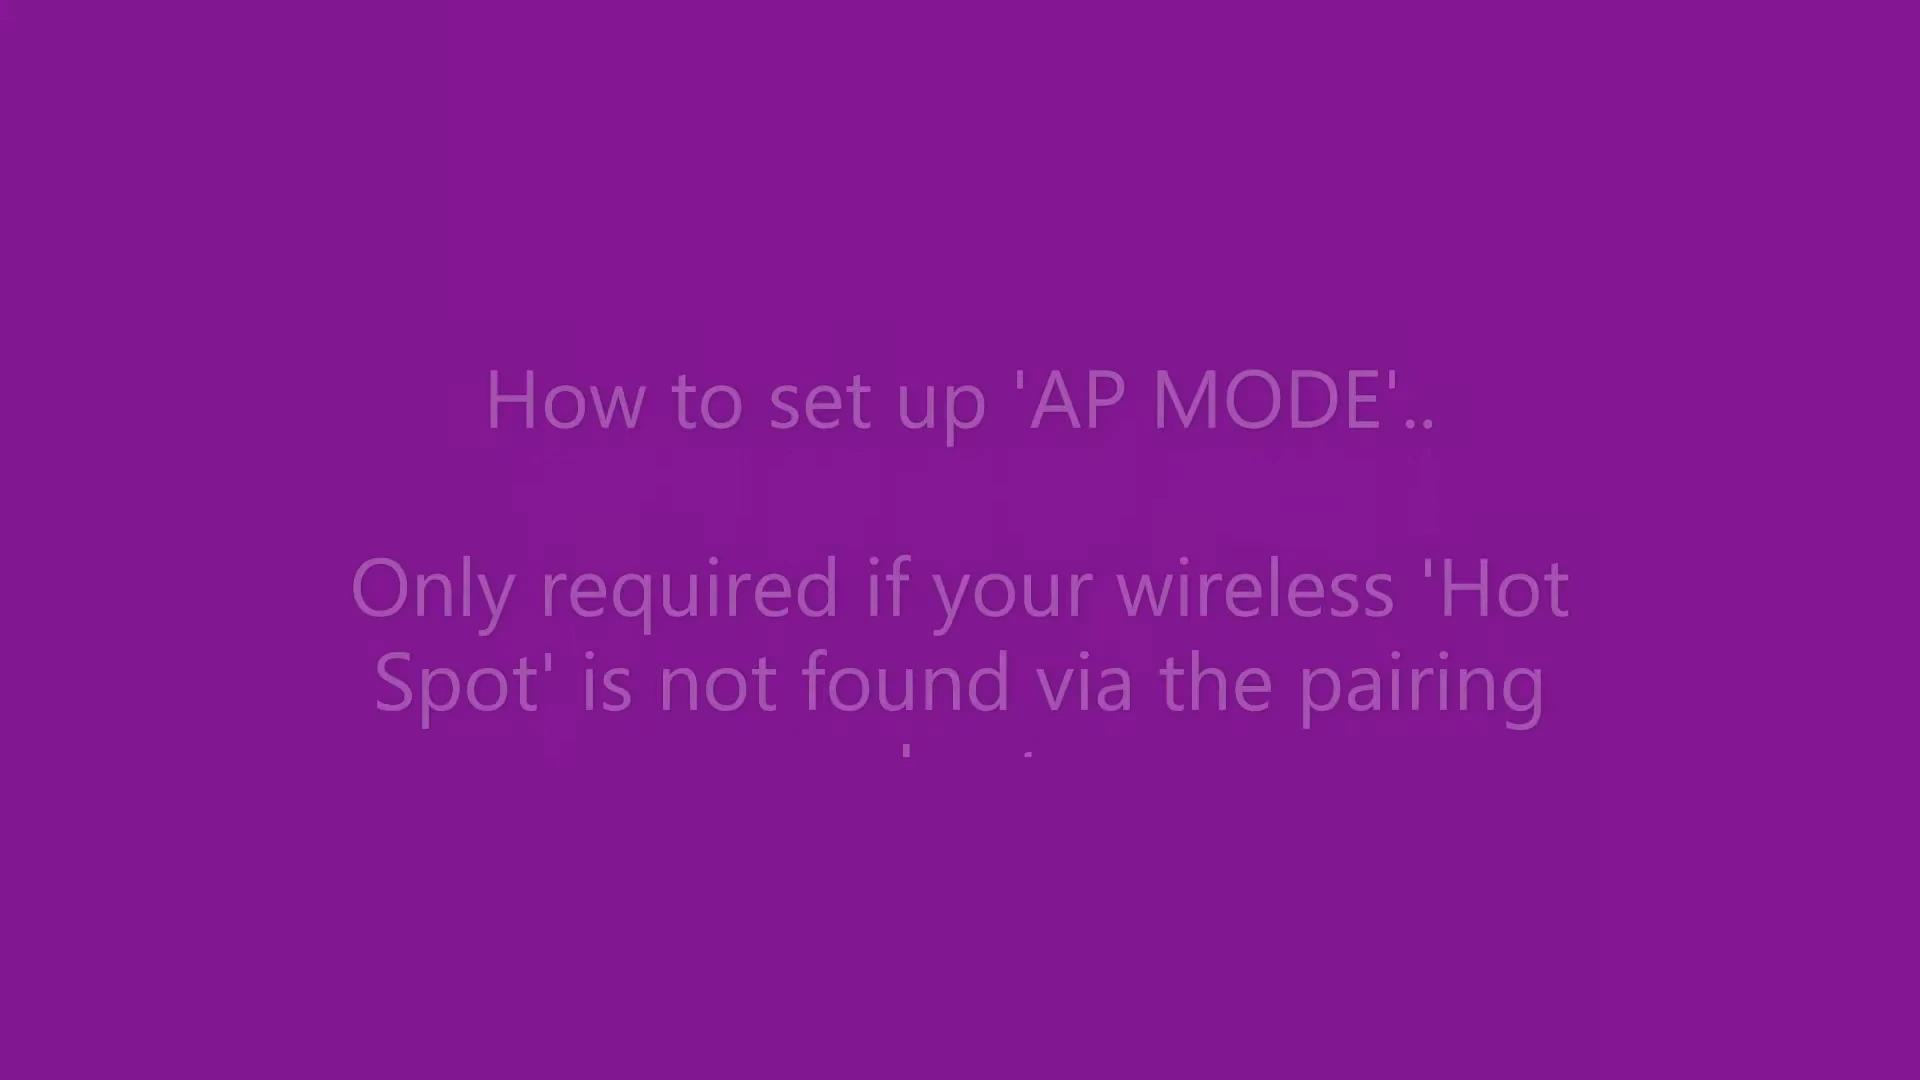 How to set up 'AP MODE'..
Only required if your wireless 'Hot
Spot' is not found via the pairing